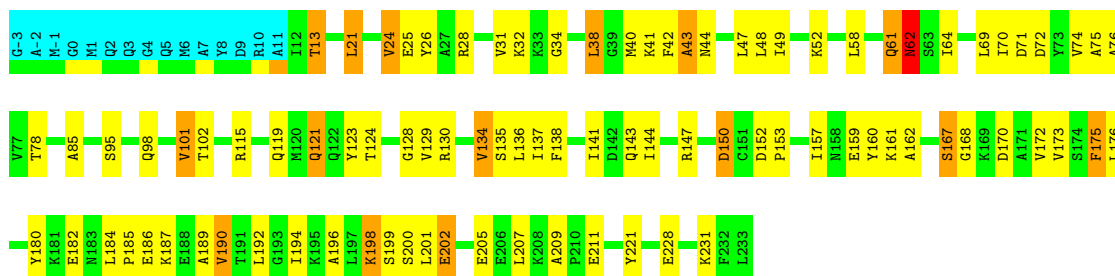 G-3 A-2 M-1 G0 M1 Q2 Q3 G4 Q5 M6 A7 Y8 D9 R10 A11 I12 T13 L21 V24 E25 Y26 A27 R28 V31 K32 K33 G34 L38 G39 M40 K41 F42 A43 N44 L47 L48 I49 K52 L58 Q61 N62 S63 I64 L69 I70 D71 D72 Y73 V74 A75 A76
V77 T78 A85 S95 Q98 V101 T102 R115 Q119 M120 Q121 Q122 Y123 T124 G128 V129 R130 V134 S135 L136 I137 F138 I141 D142 Q143 I144 R147 D150 C151 D152 P153 I157 N158 E159 Y160 K161 A162 S167 G168 K169 D170 A171 V172 V173 S174 F175 L176
Y180 K181 E182 N183 L184 P185 E186 K187 E188 A189 V190 T191 L192 G193 I194 K195 A196 L197 K198 S199 S200 L201 E202 E205 E206 L207 K208 A209 P210 E211 Y221 E228 K231 F232 L233